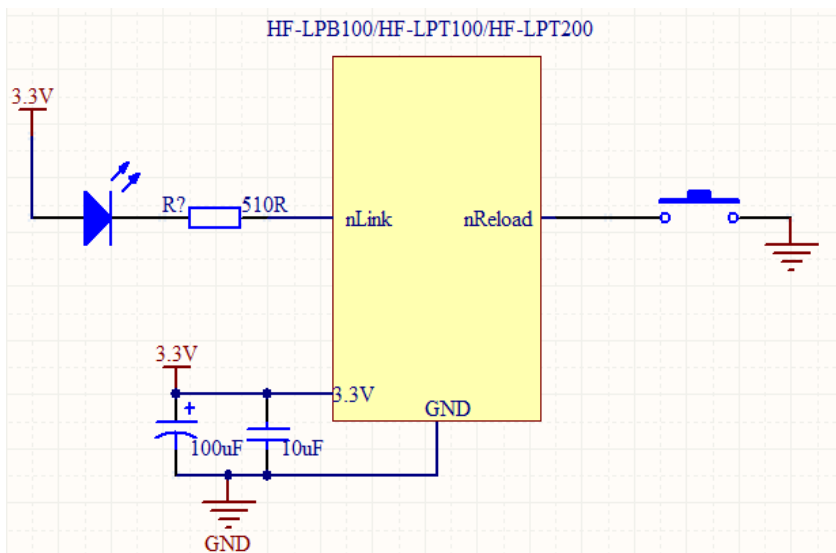 HF-LPB100/HF-LPT100/HF-LPT200
3.3V
R?
510R
nLink
nReload
3.3V
3.3V
GND
+
100uF
10uF
GND